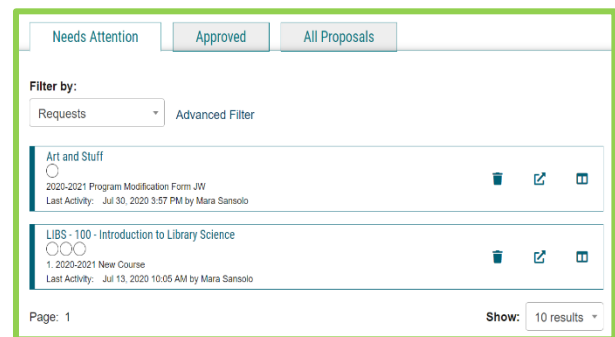 Needs Attention
Approved
All Proposals
Filter by:
Requests
Advanced Filter
Art and Stuff
2020-2021 Program Modification Form JW
Last Activity: Jul 30, 2020 3:57 PM by Mara Sansolo
LIBS - 100 - Introduction to Library Science
1. 2020-2021 New Course
Last Activity: Jul 13, 2020 10:05 AM by Mara Sansolo
Page: 1
Show: 10 results